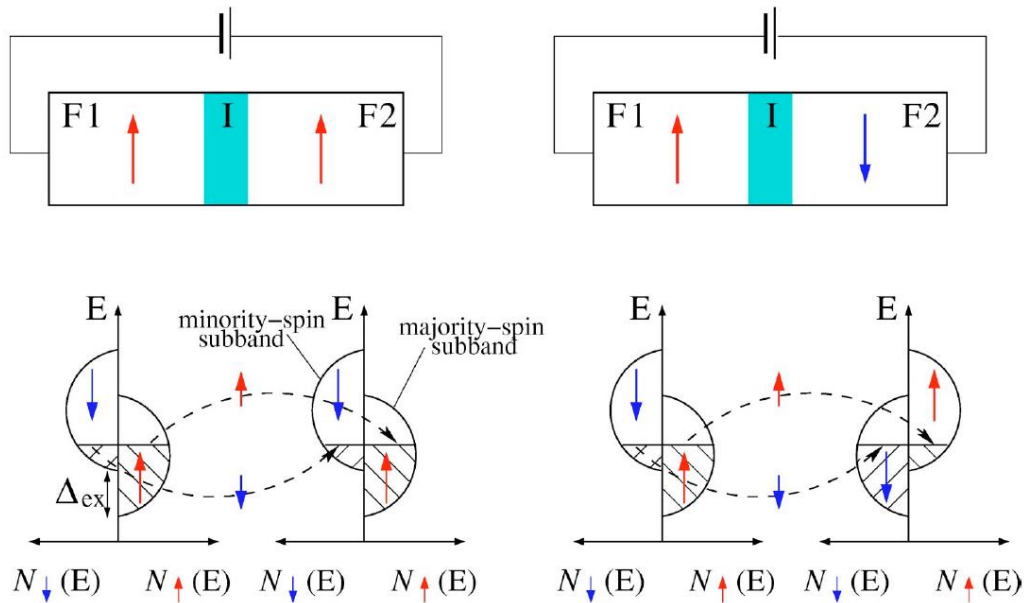 F1 I F2
F1 I F2
E
minority-spin
subband
E
majority-spin
subband
Δex
N↓(E) N↑(E) N↓(E) N↑(E)
E
E
N↓(E) N↑(E) N↓(E) N↑(E)